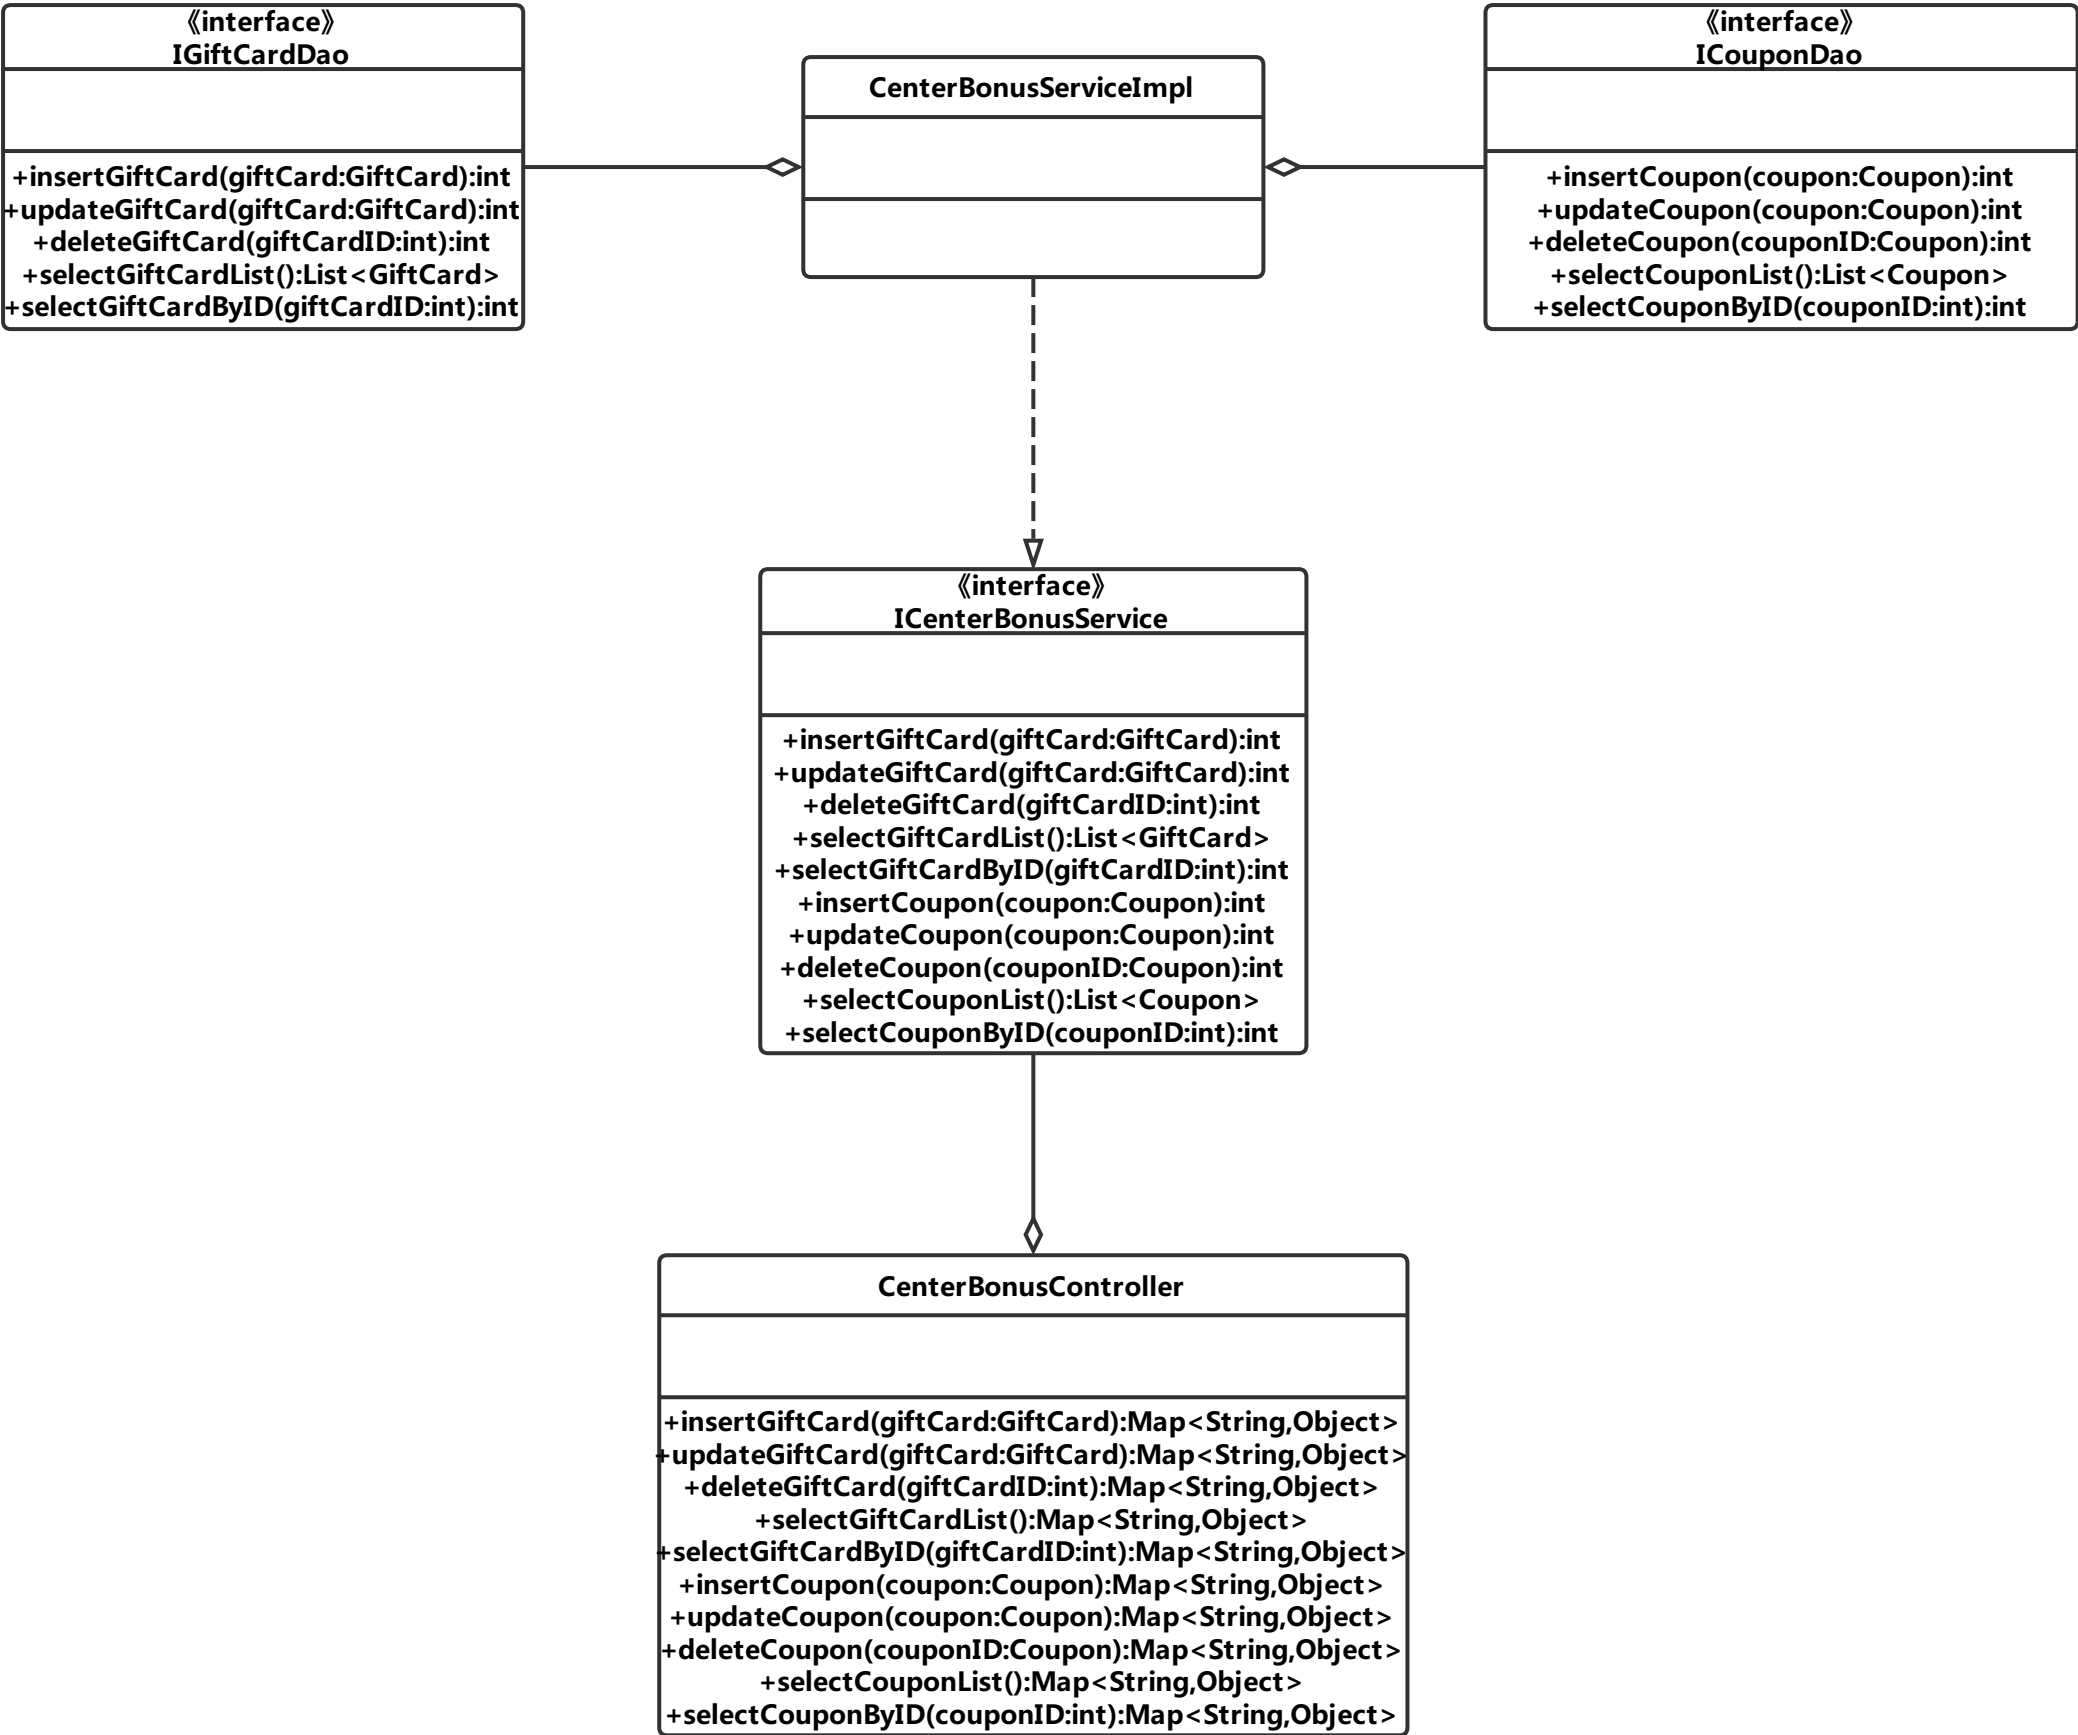 《interface》
IGiftCardDao
+insertGiftCard(giftCard:GiftCard):int
+updateGiftCard(giftCard:GiftCard):int
+deleteGiftCard(giftCardID:int):int
+selectGiftCardList():List<GiftCard>
+selectGiftCardByID(giftCardID:int):int
CenterBonusServiceImpl
《interface》
ICouponDao
+insertCoupon(coupon:Coupon):int
+updateCoupon(coupon:Coupon):int
+deleteCoupon(couponID:Coupon):int
+selectCouponList():List<Coupon>
+selectCouponByID(couponID:int):int
《interface》
ICenterBonusService
+insertGiftCard(giftCard:GiftCard):int
+updateGiftCard(giftCard:GiftCard):int
+deleteGiftCard(giftCardID:int):int
+selectGiftCardList():List<GiftCard>
+selectGiftCardByID(giftCardID:int):int
+insertCoupon(coupon:Coupon):int
+updateCoupon(coupon:Coupon):int
+deleteCoupon(couponID:Coupon):int
+selectCouponList():List<Coupon>
+selectCouponByID(couponID:int):int
CenterBonusController
+insertGiftCard(giftCard:GiftCard):Map<String,Object>
+updateGiftCard(giftCard:GiftCard):Map<String,Object>
+deleteGiftCard(giftCardID:int):Map<String,Object>
+selectGiftCardList():Map<String,Object>
+selectGiftCardByID(giftCardID:int):Map<String,Object>
+insertCoupon(coupon:Coupon):Map<String,Object>
+updateCoupon(coupon:Coupon):Map<String,Object>
+deleteCoupon(couponID:Coupon):Map<String,Object>
+selectCouponList():Map<String,Object>
+selectCouponByID(couponID:int):Map<String,Object>